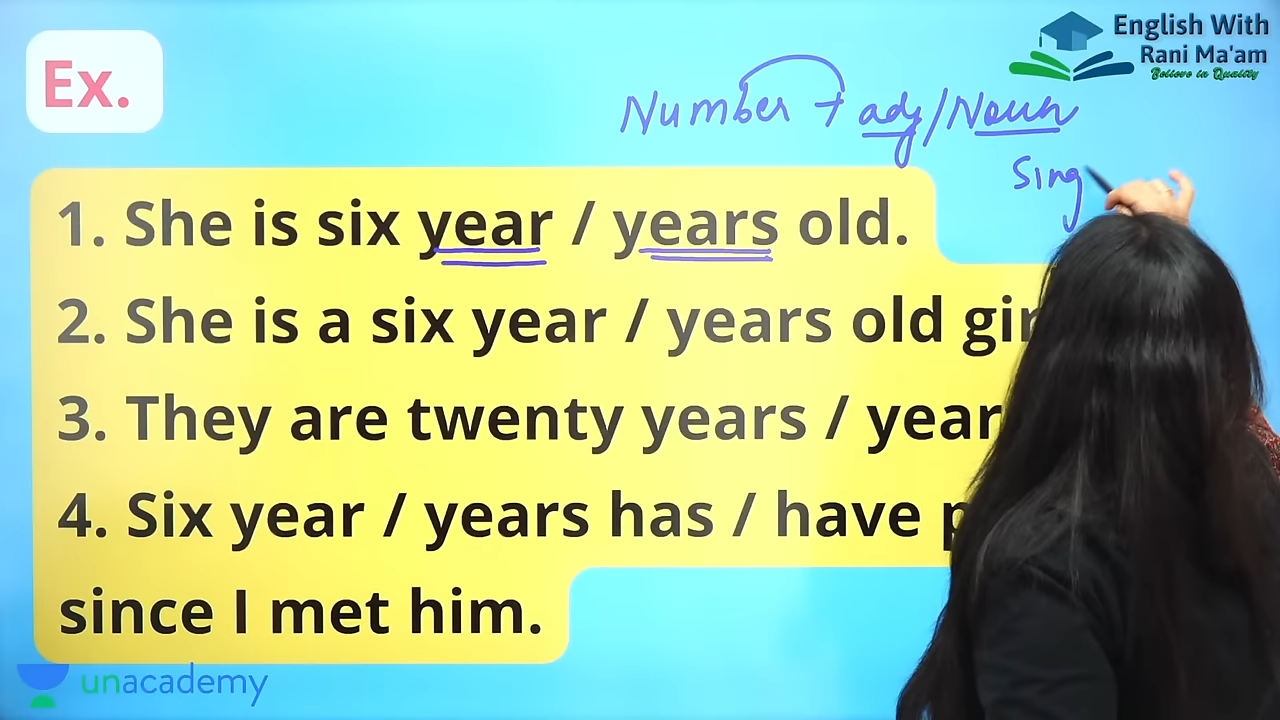 English With
Rani Ma'am
Believe in Quality
Ex.
Number + adj/Noun
Sing
1. She is six year / years old.
2. She is a six year / years old
3. They are twenty years /
4. Six year / years has / have
since I met him.
unacademy